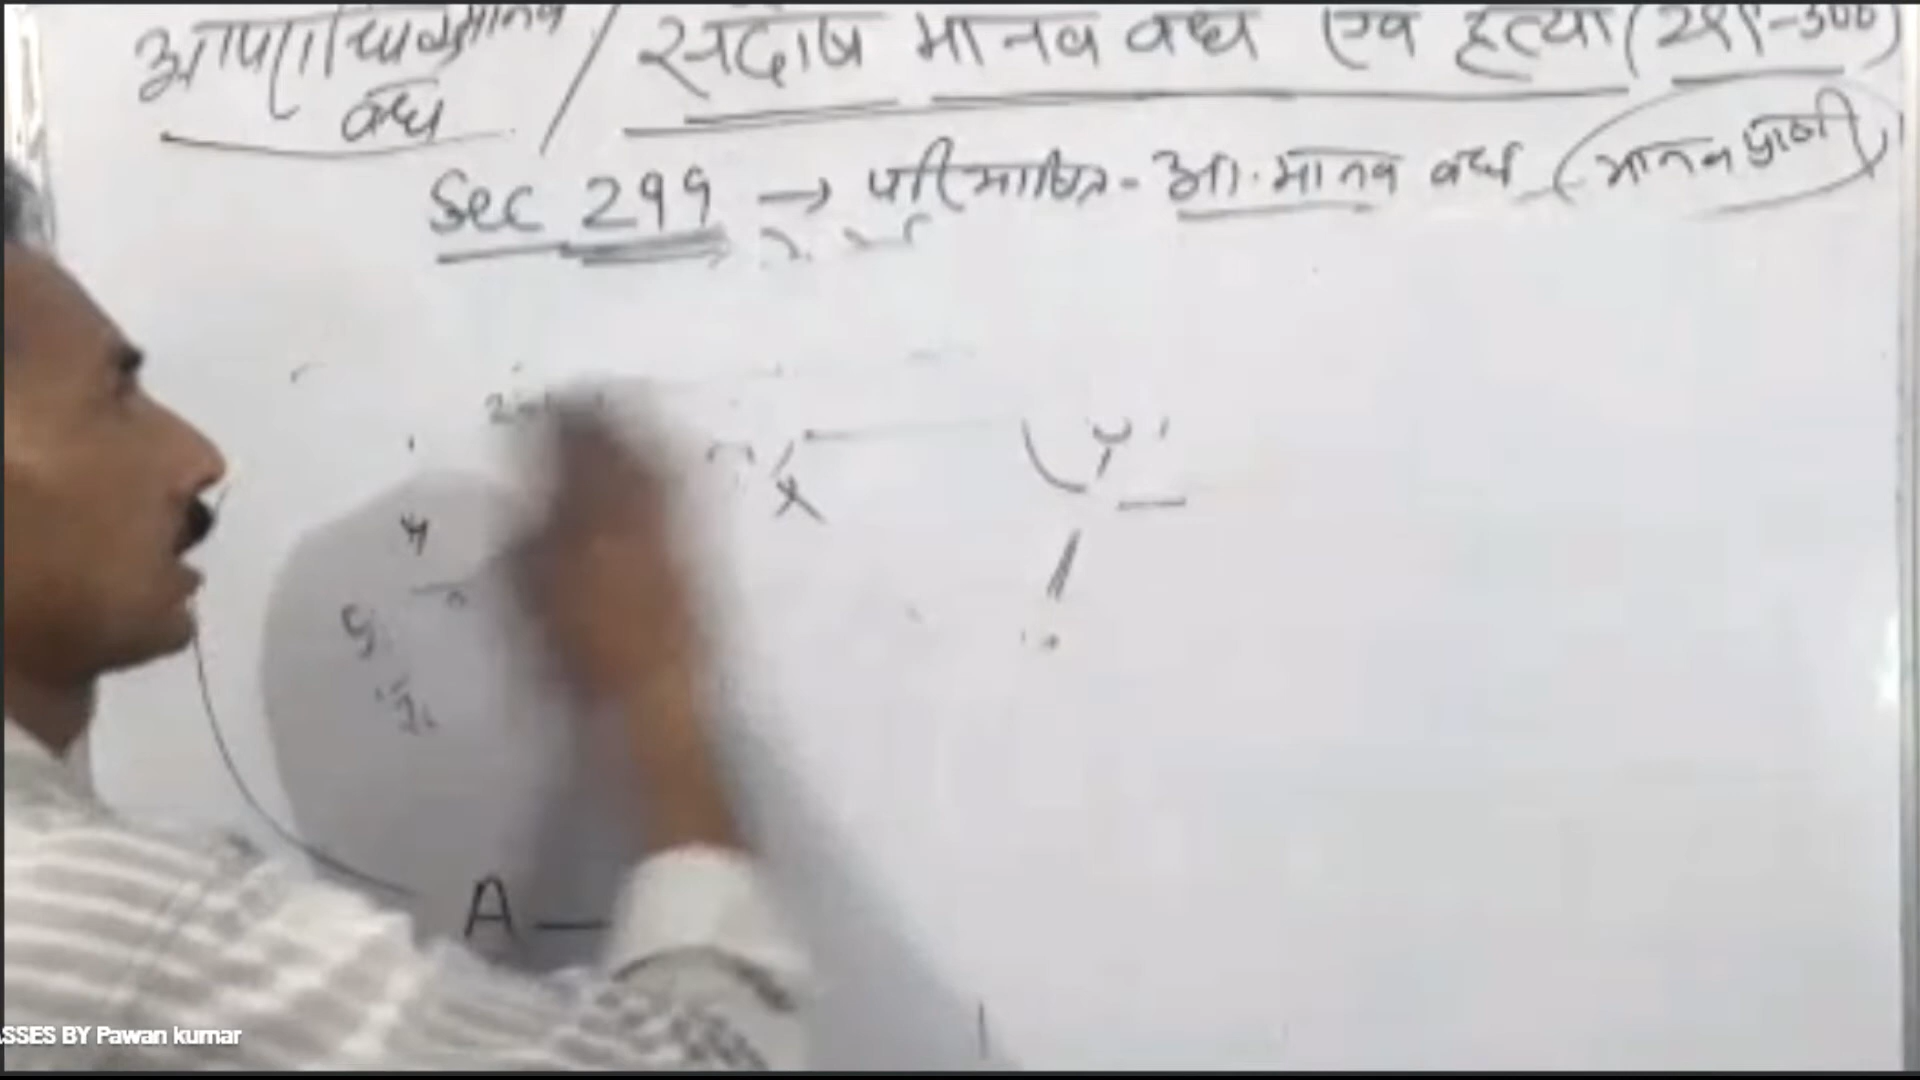 आपराधिक मानव / सदोष मानव वध एवं हत्या (299-300)
वध
Sec 299 → परिभाषित - आ. मानव वध (मानव प्राणी)
X Y
A —
SSES BY Pawan kumar